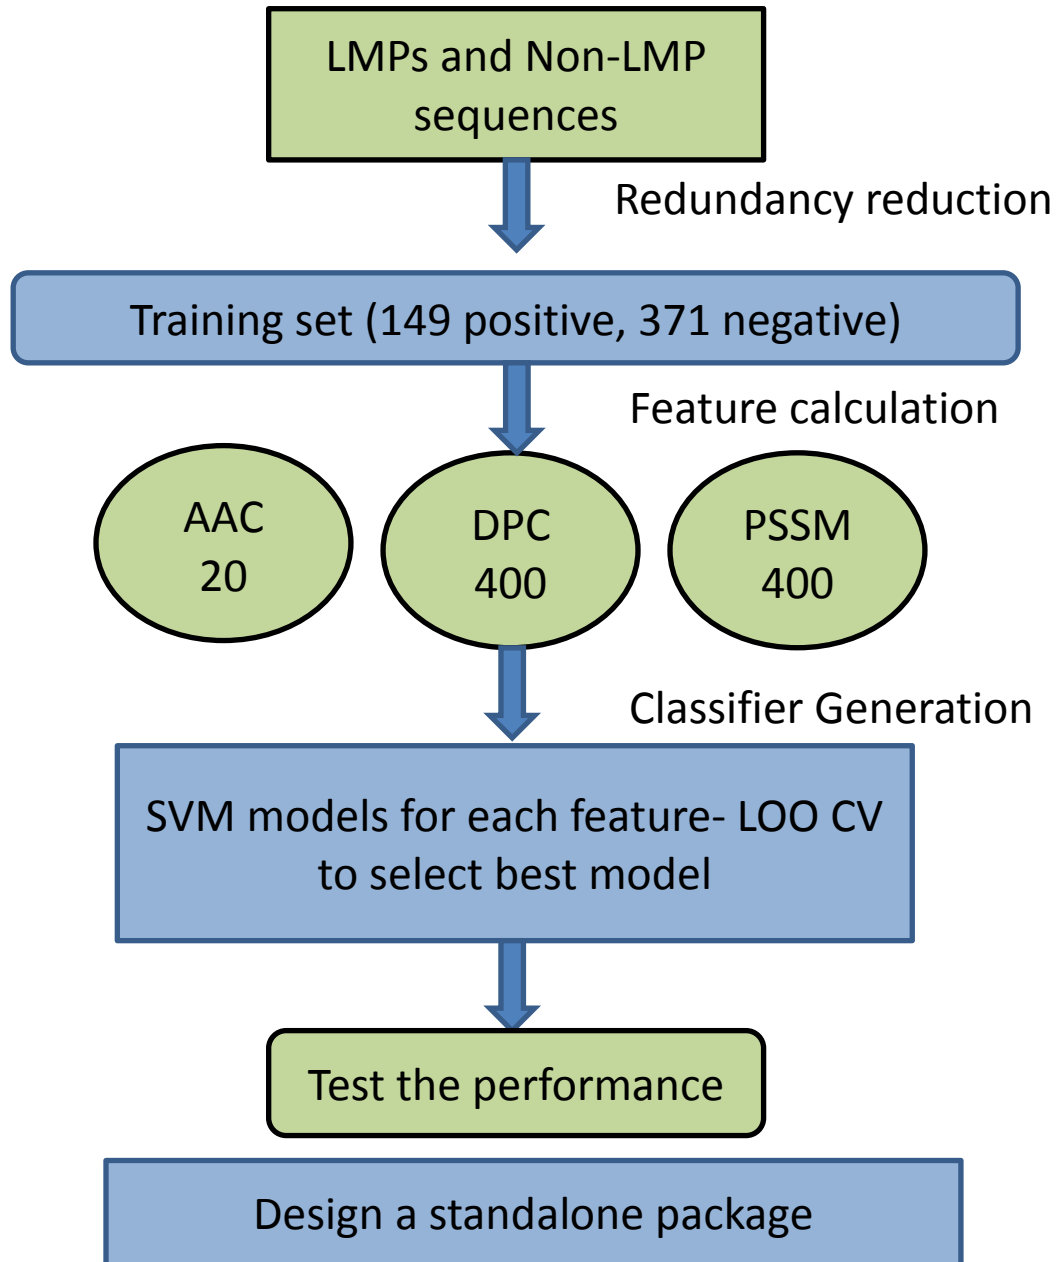 LMPs and Non-LMP
sequences
Redundancy reduction
Training set (149 positive, 371 negative)
Feature calculation
AAC
20
DPC
400
PSSM
400
Classifier Generation
SVM models for each feature- LOO CV
to select best model
Test the performance
Design a standalone package